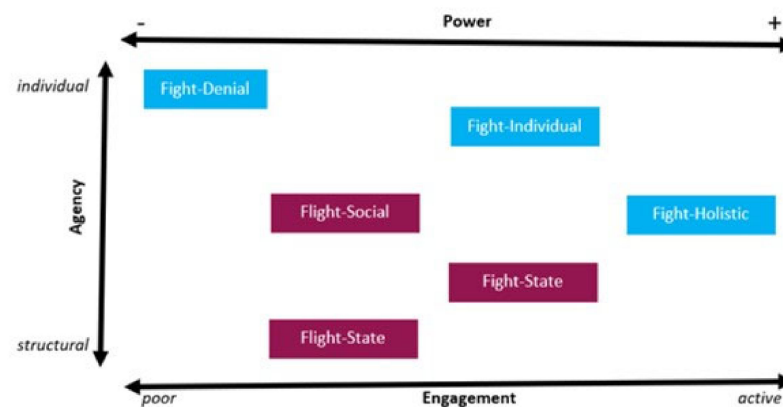 - Power +
individual
Fight-Denial
Fight-Individual
Agency
Flight-Social
Fight-Holistic
Fight-State
Flight-State
structural
poor Engagement active